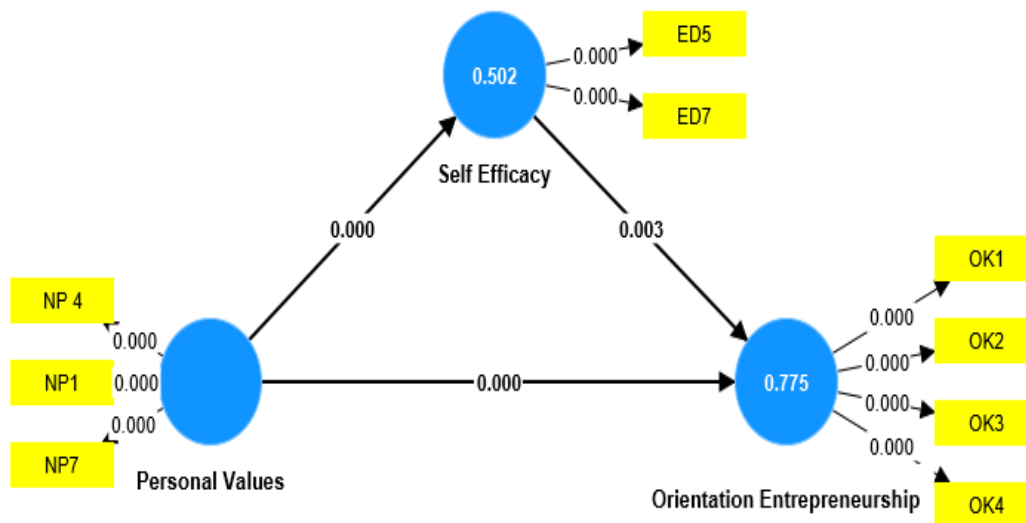 ED5
0.000
0.502
0.000
ED7
Self Efficacy
0.000
0.003
OK1
NP 4
0.000
0.000
OK2
0.000
NP1
0.000
0.000
0.775
0.000
OK3
0.000
0.000
NP7
Personal Values
Orientation Entrepreneurship
OK4